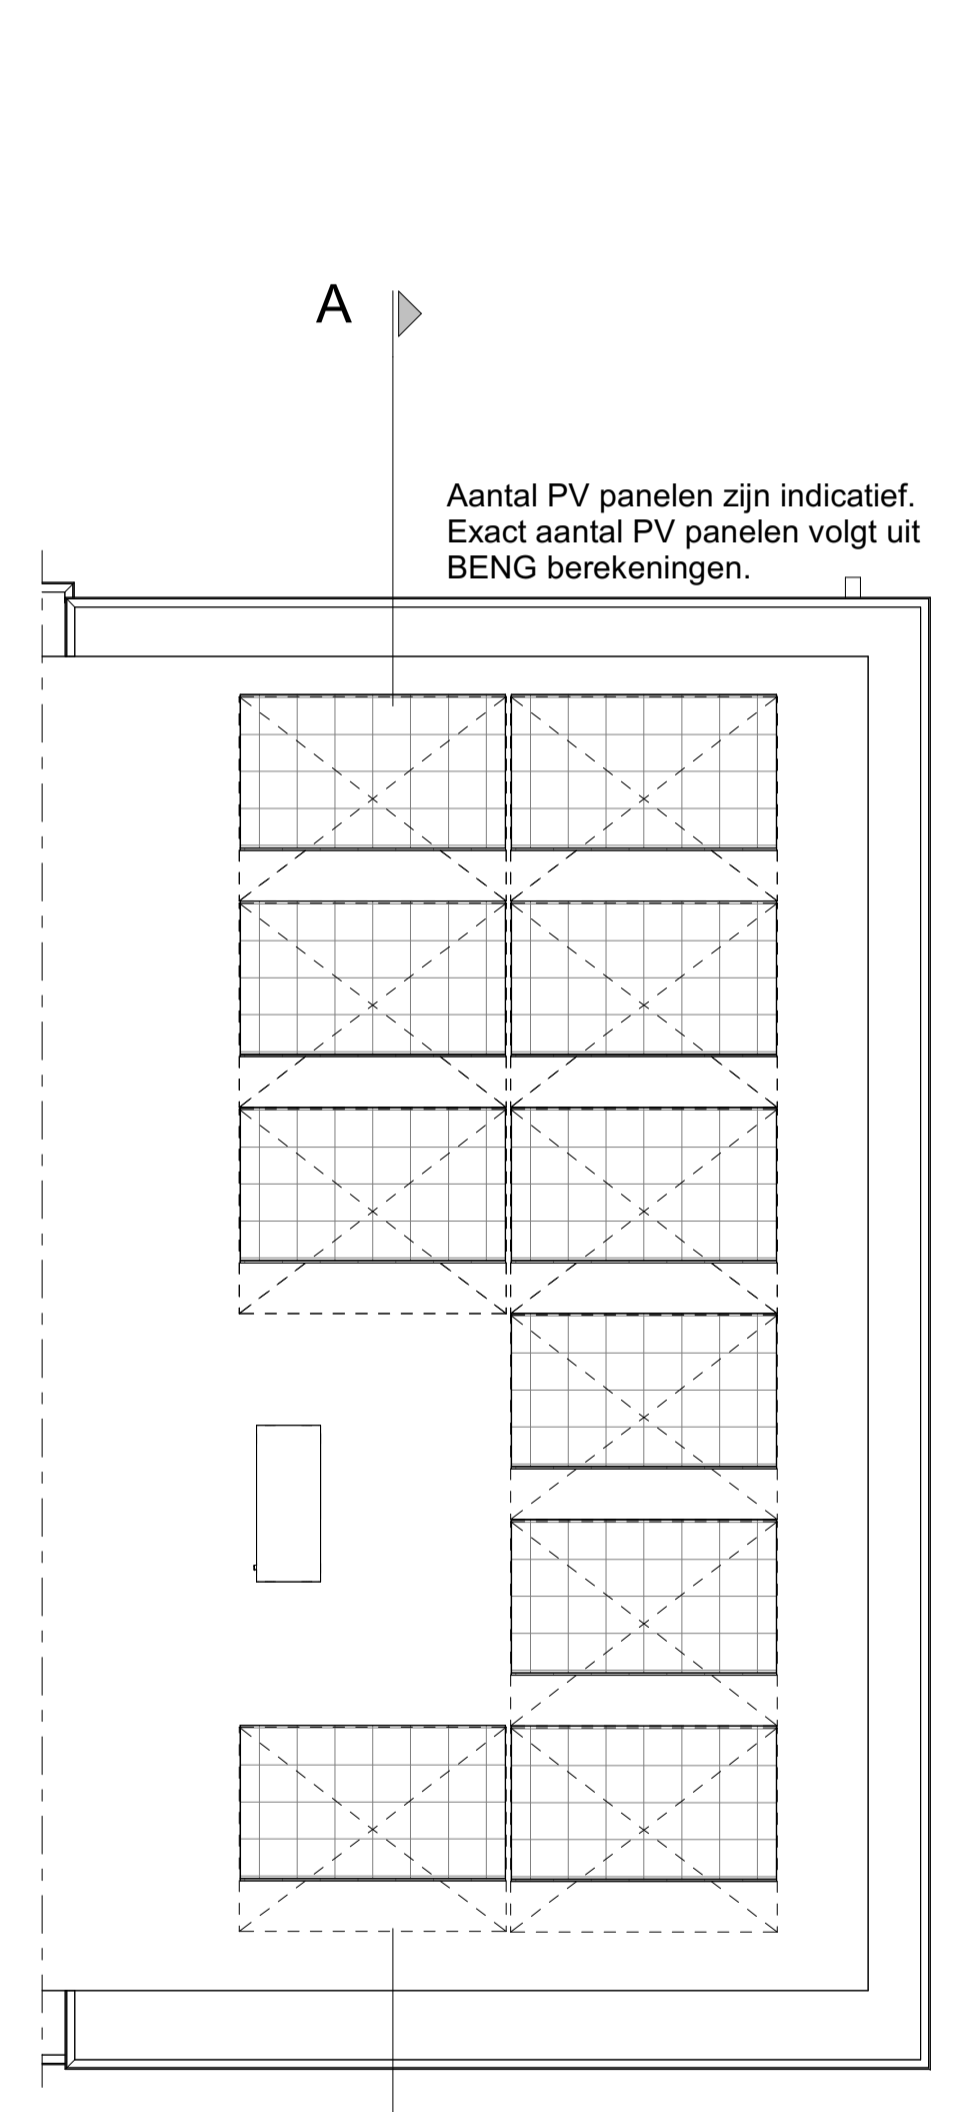 A
Aantal PV panelen zijn indicatief.
Exact aantal PV panelen volgt uit
BENG berekeningen.